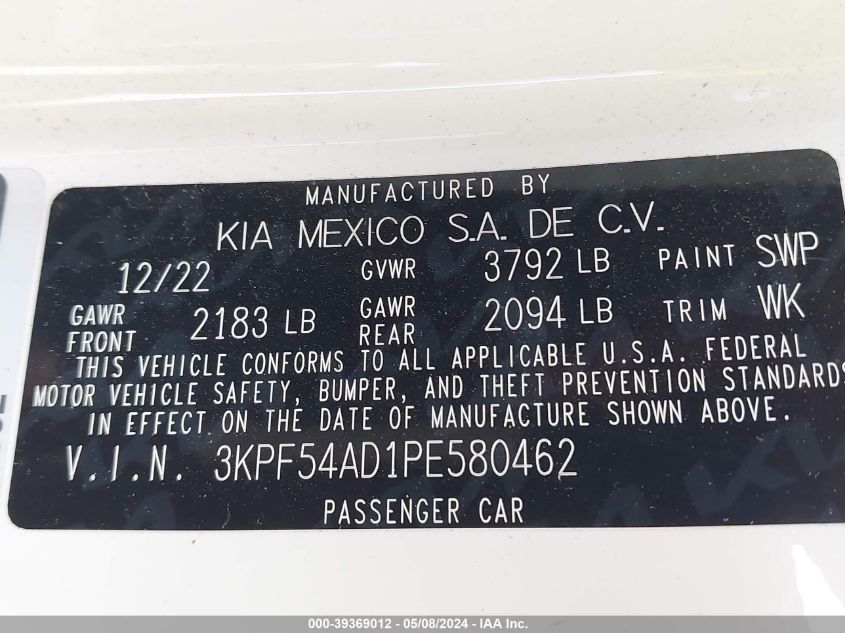 MANUFACTURED BY
KIA MEXICO S.A. DE C.V.
12/22 GVWR 3792 LB PAINT SWP
GAWR FRONT 2183 LB GAWR REAR 2094 LB TRIM WK
THIS VEHICLE CONFORMS TO ALL APPLICABLE U.S.A. FEDERAL
MOTOR VEHICLE SAFETY, BUMPER, AND THEFT PREVENTION STANDARDS
IN EFFECT ON THE DATE OF MANUFACTURE SHOWN ABOVE.
V.I.N. 3KPF54AD1PE580462
PASSENGER CAR
000-39369012 - 05/08/2024 - IAA Inc.